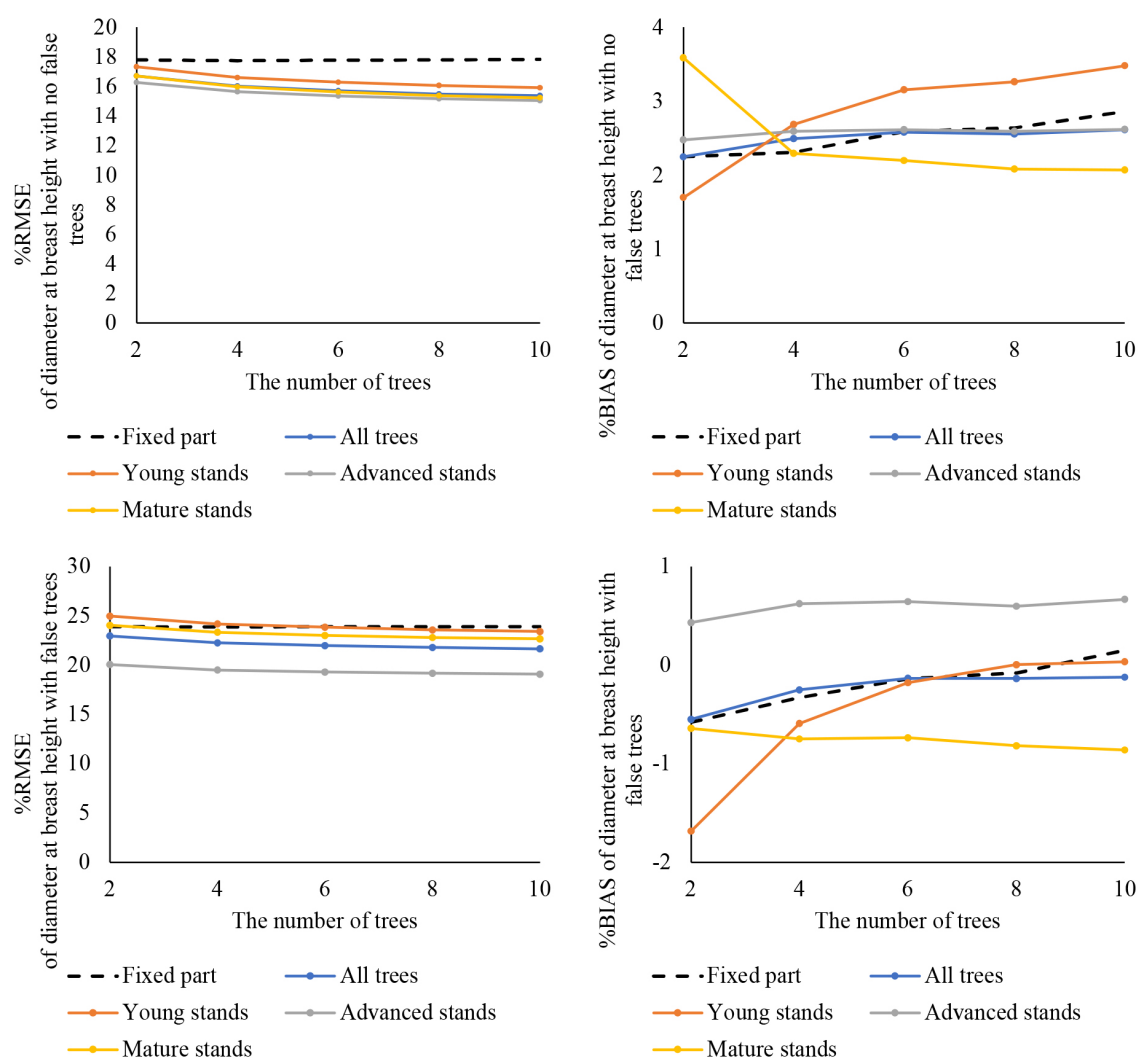 %RMSE
of diameter at breast height with no false
trees
20
18
16
14
12
10
8
6
4
2
0
2 4 6 8 10
The number of trees
Fixed part All trees
Young stands Advanced stands
Mature stands
%BIAS of diameter at breast height with no
false trees
4
3
2
1
0
2 4 6 8 10
The number of trees
Fixed part All trees
Young stands Advanced stands
Mature stands
%RMSE
of diameter at breast height with false trees
30
25
20
15
10
5
0
2 4 6 8 10
The number of trees
Fixed part All trees
Young stands Advanced stands
Mature stands
%BIAS of diameter at breast height with
false trees
1
0
-1
-2
2 4 6 8 10
The number of trees
Fixed part All trees
Young stands Advanced stands
Mature stands